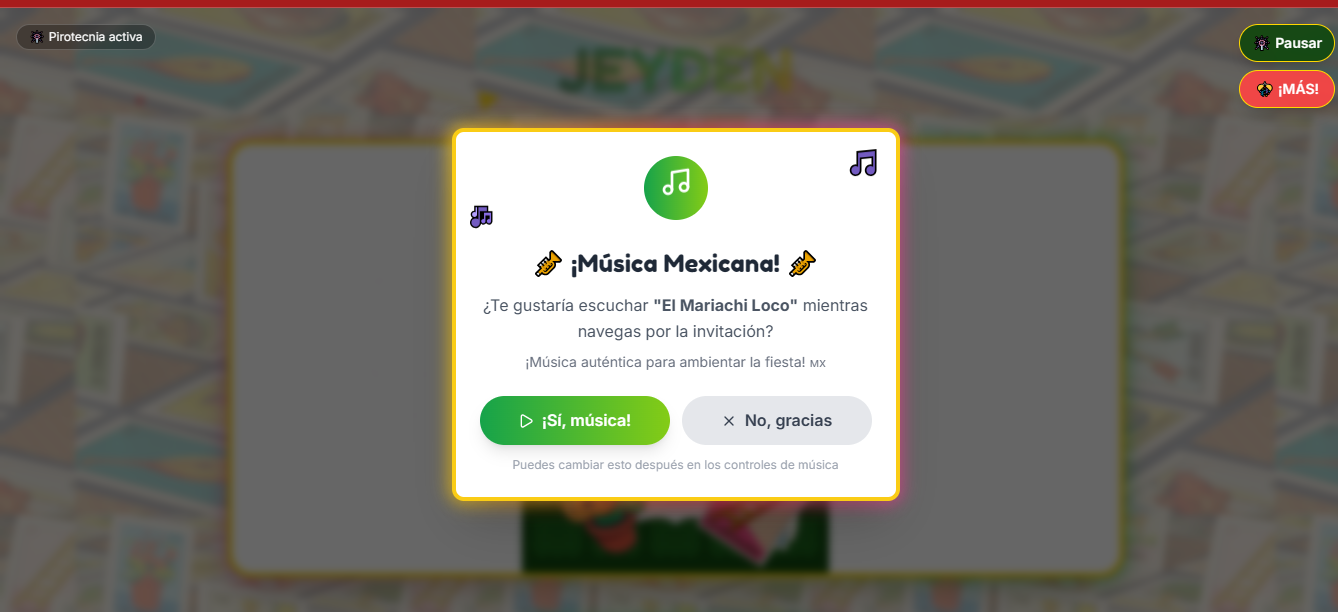 Pirotecnia activa
Pausar
¡MÁS!
JEYDEN
¡Música Mexicana!
¿Te gustaría escuchar "El Mariachi Loco" mientras
navegas por la invitación?
¡Música auténtica para ambientar la fiesta! MX
¡Sí, música!
No, gracias
Puedes cambiar esto después en los controles de música